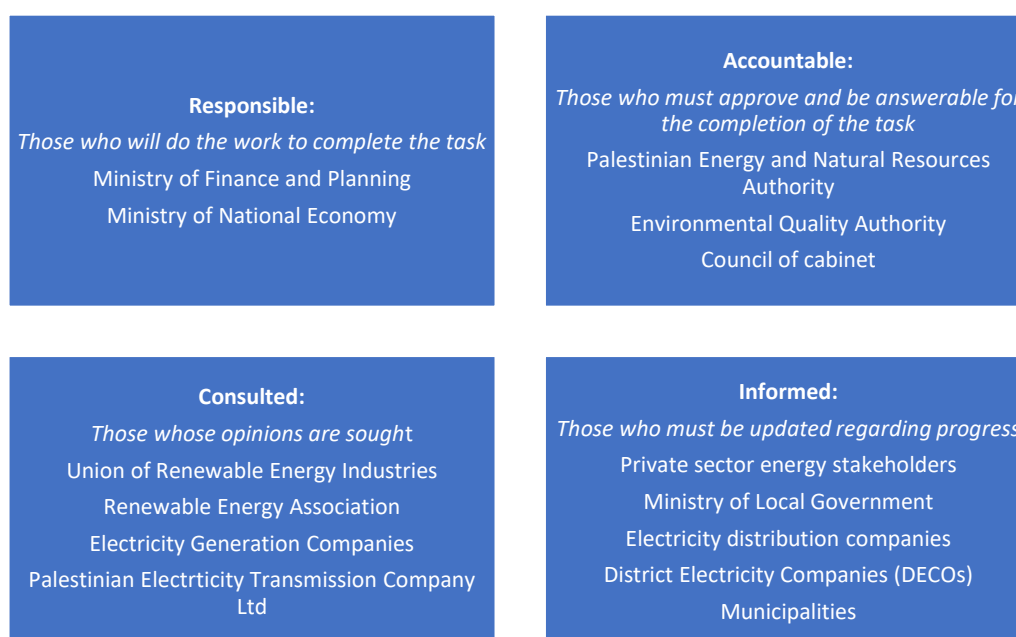 Responsible:
Those who will do the work to complete the task
Ministry of Finance and Planning
Ministry of National Economy
Accountable:
Those who must approve and be answerable for
the completion of the task
Palestinian Energy and Natural Resources
Authority
Environmental Quality Authority
Council of cabinet
Consulted:
Those whose opinions are sought
Union of Renewable Energy Industries
Renewable Energy Association
Electricity Generation Companies
Palestinian Electrticity Transmission Company
Ltd
Informed:
Those who must be updated regarding progress
Private sector energy stakeholders
Ministry of Local Government
Electricity distribution companies
District Electricity Companies (DECOs)
Municipalities